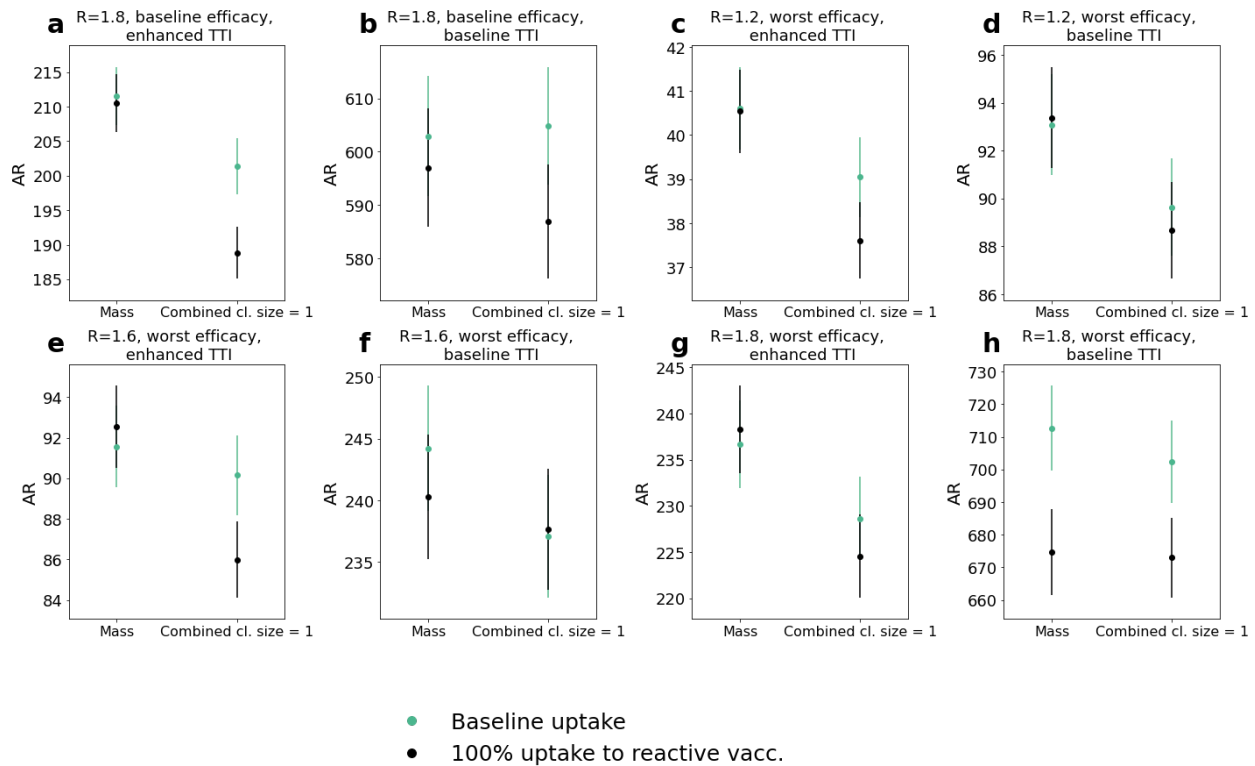 a R=1.8, baseline efficacy,
enhanced TTI
AR
215
210
205
200
195
190
185
Mass Combined cl. size = 1
b R=1.8, baseline efficacy,
baseline TTI
AR
610
600
590
580
Mass Combined cl. size = 1
c R=1.2, worst efficacy,
enhanced TTI
AR
42
41
40
39
38
37
Mass Combined cl. size = 1
d R=1.2, worst efficacy,
baseline TTI
AR
96
94
92
90
88
86
Mass Combined cl. size = 1
e R=1.6, worst efficacy,
enhanced TTI
AR
94
92
90
88
86
84
Mass Combined cl. size = 1
f R=1.6, worst efficacy,
baseline TTI
AR
250
245
240
235
Mass Combined cl. size = 1
g R=1.8, worst efficacy,
enhanced TTI
AR
245
240
235
230
225
220
Mass Combined cl. size = 1
h R=1.8, worst efficacy,
baseline TTI
AR
730
720
710
700
690
680
670
660
Mass Combined cl. size = 1
Baseline uptake
100% uptake to reactive vacc.